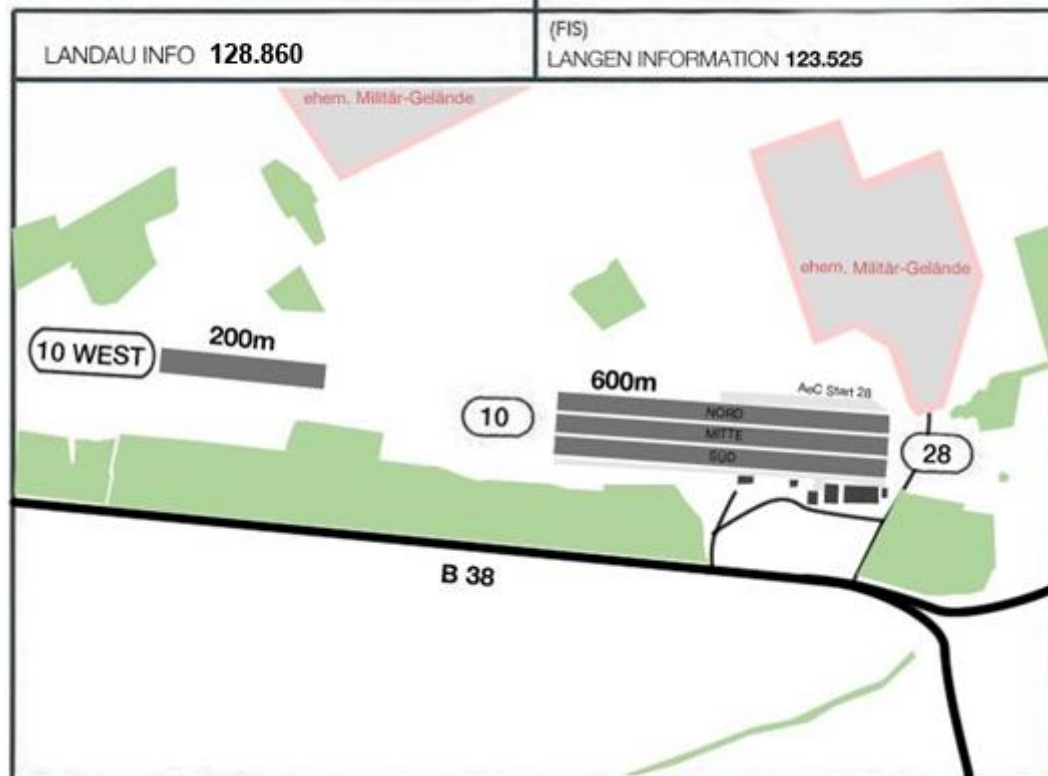 LANDAU INFO 128.860
(FIS)
LANGEN INFORMATION 123.525
ehem. Militär-Gelände
ehem. Militär-Gelände
200m
10 WEST
600m
AeC Start 28
NORD
10
MITTE
28
SÜD
B 38